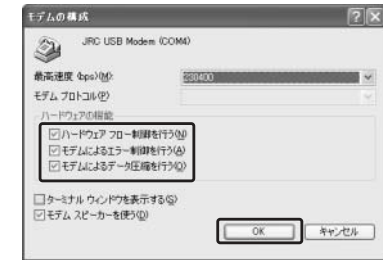 モデムの構成
JRC USB Modem (COM4)
最高速度 (bps)(M):
230400
モデム プロトコル(P)
ハードウェアの機能
ハードウェア フロー制御を行う(W)
モデムによるエラー制御を行う(A)
モデムによるデータ圧縮を行う(Q)
ターミナル ウィンドウを表示する(S)
モデム スピーカーを使う(D)
OK
キャンセル